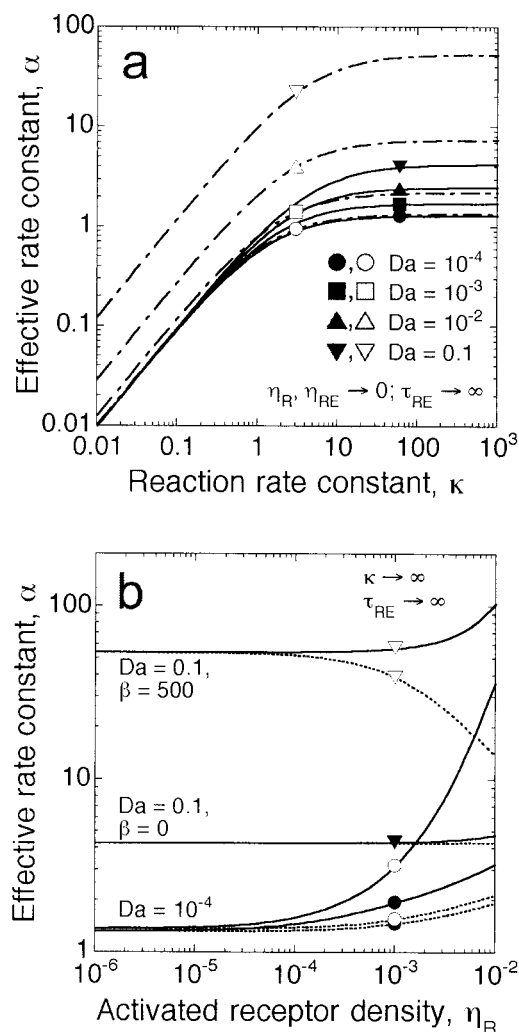 a
Effective rate constant, α
100
10
1
0.1
0.01
●,○ Da = 10⁻⁴
■,□ Da = 10⁻³
▲,△ Da = 10⁻²
▼,▽ Da = 0.1
η_R, η_RE → 0; τ_RE → ∞
0.01 0.1 1 10 100 10³
Reaction rate constant, κ
b
κ → ∞
τ_RE → ∞
Effective rate constant, α
100
10
1
Da = 0.1,
β = 500
Da = 0.1,
β = 0
Da = 10⁻⁴
10⁻⁶ 10⁻⁵ 10⁻⁴ 10⁻³ 10⁻²
Activated receptor density, η_R